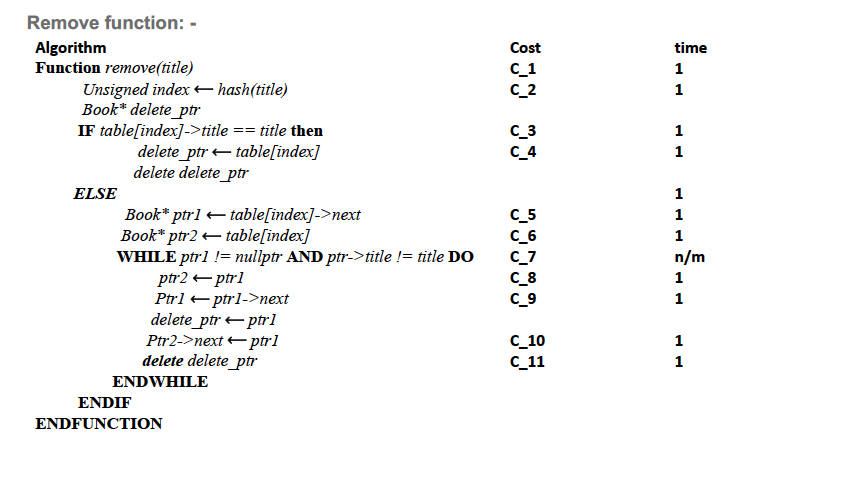 Remove function: -
Algorithm Cost time
Function remove(title) C_1 1
Unsigned index ← hash(title) C_2 1
Book* delete_ptr
IF table[index]->title == title then C_3 1
delete_ptr ← table[index] C_4 1
delete delete_ptr
ELSE 1
Book* ptr1 ← table[index]->next C_5 1
Book* ptr2 ← table[index] C_6 1
WHILE ptr1 != nullptr AND ptr->title != title DO C_7 n/m
ptr2 ← ptr1 C_8 1
Ptr1 ← ptr1->next C_9 1
delete_ptr ← ptr1
Ptr2->next ← ptr1 C_10 1
delete delete_ptr C_11 1
ENDWHILE
ENDIF
ENDFUNCTION